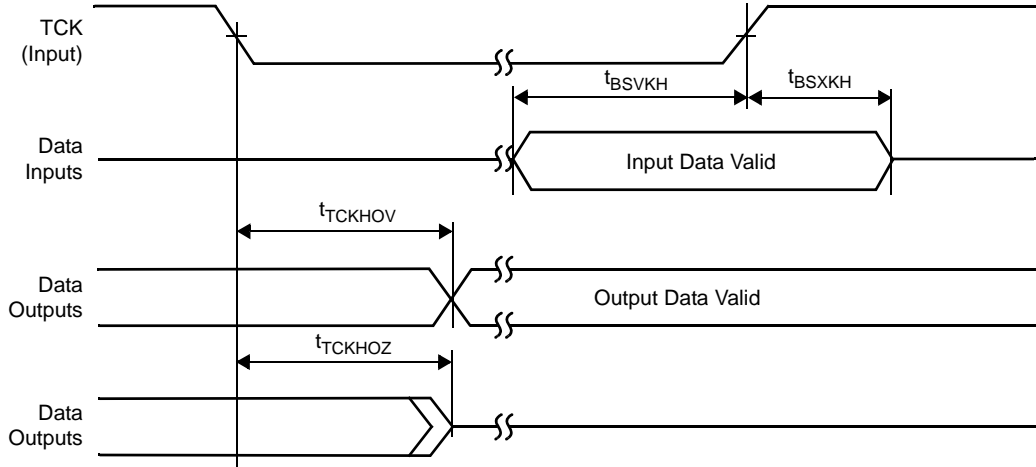 TCK
(Input)
tBSVKH
tBSXKH
Data
Inputs
Input Data Valid
tTCKHOV
Data
Outputs
Output Data Valid
tTCKHOZ
Data
Outputs